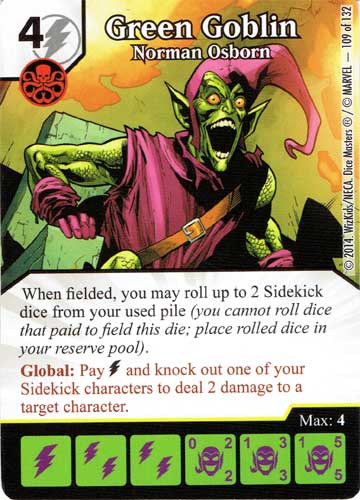 4
Green Goblin
Norman Osborn
© 2014. WizKids/NECA. Dice Masters ® / © MARVEL — 109 of 132
When fielded, you may roll up to 2 Sidekick
dice from your used pile (you cannot roll dice
that paid to field this die; place rolled dice in
your reserve pool).
Global: Pay and knock out one of your
Sidekick characters to deal 2 damage to a
target character.
Max: 4
0 2 2
1 3 3
1 5 5